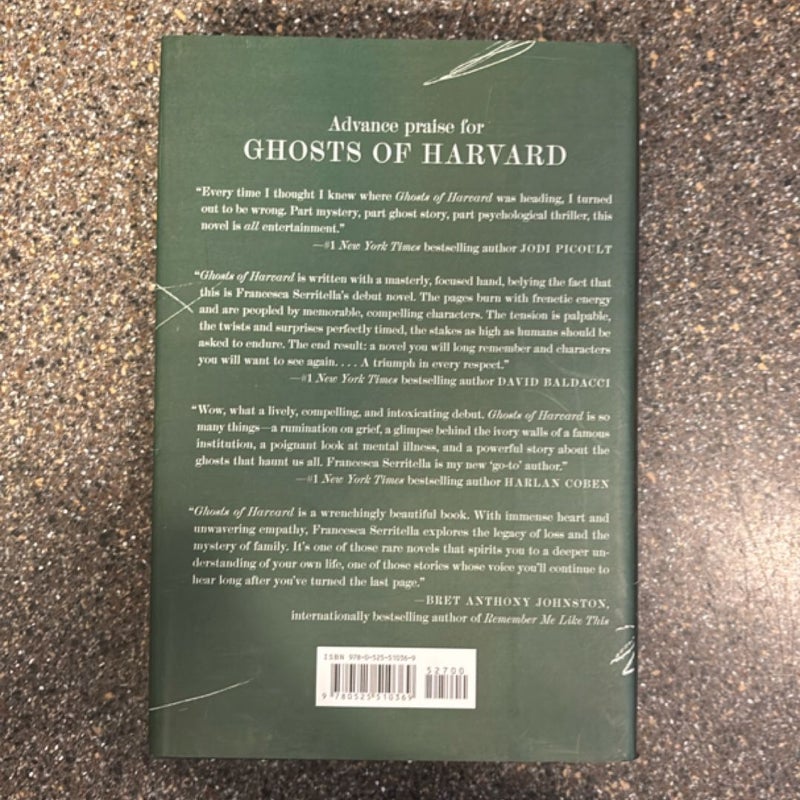 Advance praise for
GHOSTS OF HARVARD
“Every time I thought I knew where Ghosts of Harvard was heading, I turned
out to be wrong. Part mystery, part ghost story, part psychological thriller, this
novel is all entertainment.”
—#1 New York Times bestselling author JODI PICOULT
“Ghosts of Harvard is written with a masterly, focused hand, belying the fact that
this is Francesca Serritella’s debut novel. The pages burn with frenetic energy
and are peopled by memorable, compelling characters. The tension is palpable,
the twists and surprises perfectly timed, the stakes as high as humans should be
asked to endure. The end result: a novel you will long remember and characters
you will want to see again. . . . A triumph in every respect.”
—#1 New York Times bestselling author DAVID BALDACCI
“Wow, what a lively, compelling, and intoxicating debut. Ghosts of Harvard is so
many things—a rumination on grief, a glimpse behind the ivory walls of a famous
institution, a poignant look at mental illness, and a powerful story about the
ghosts that haunt us all. Francesca Serritella is my new ‘go-to’ author.”
—#1 New York Times bestselling author HARLAN COBEN
“Ghosts of Harvard is a wrenchingly beautiful book. With immense heart and
unwavering empathy, Francesca Serritella explores the legacy of loss and the
mystery of family. It’s one of those rare novels that spirits you to a deeper un-
derstanding of your own life, one of those stories whose voice you’ll continue to
hear long after you’ve turned the last page.”
—BRET ANTHONY JOHNSTON,
internationally bestselling author of Remember Me Like This
ISBN 978-0-525-51036-9
52700
9 780525 510369